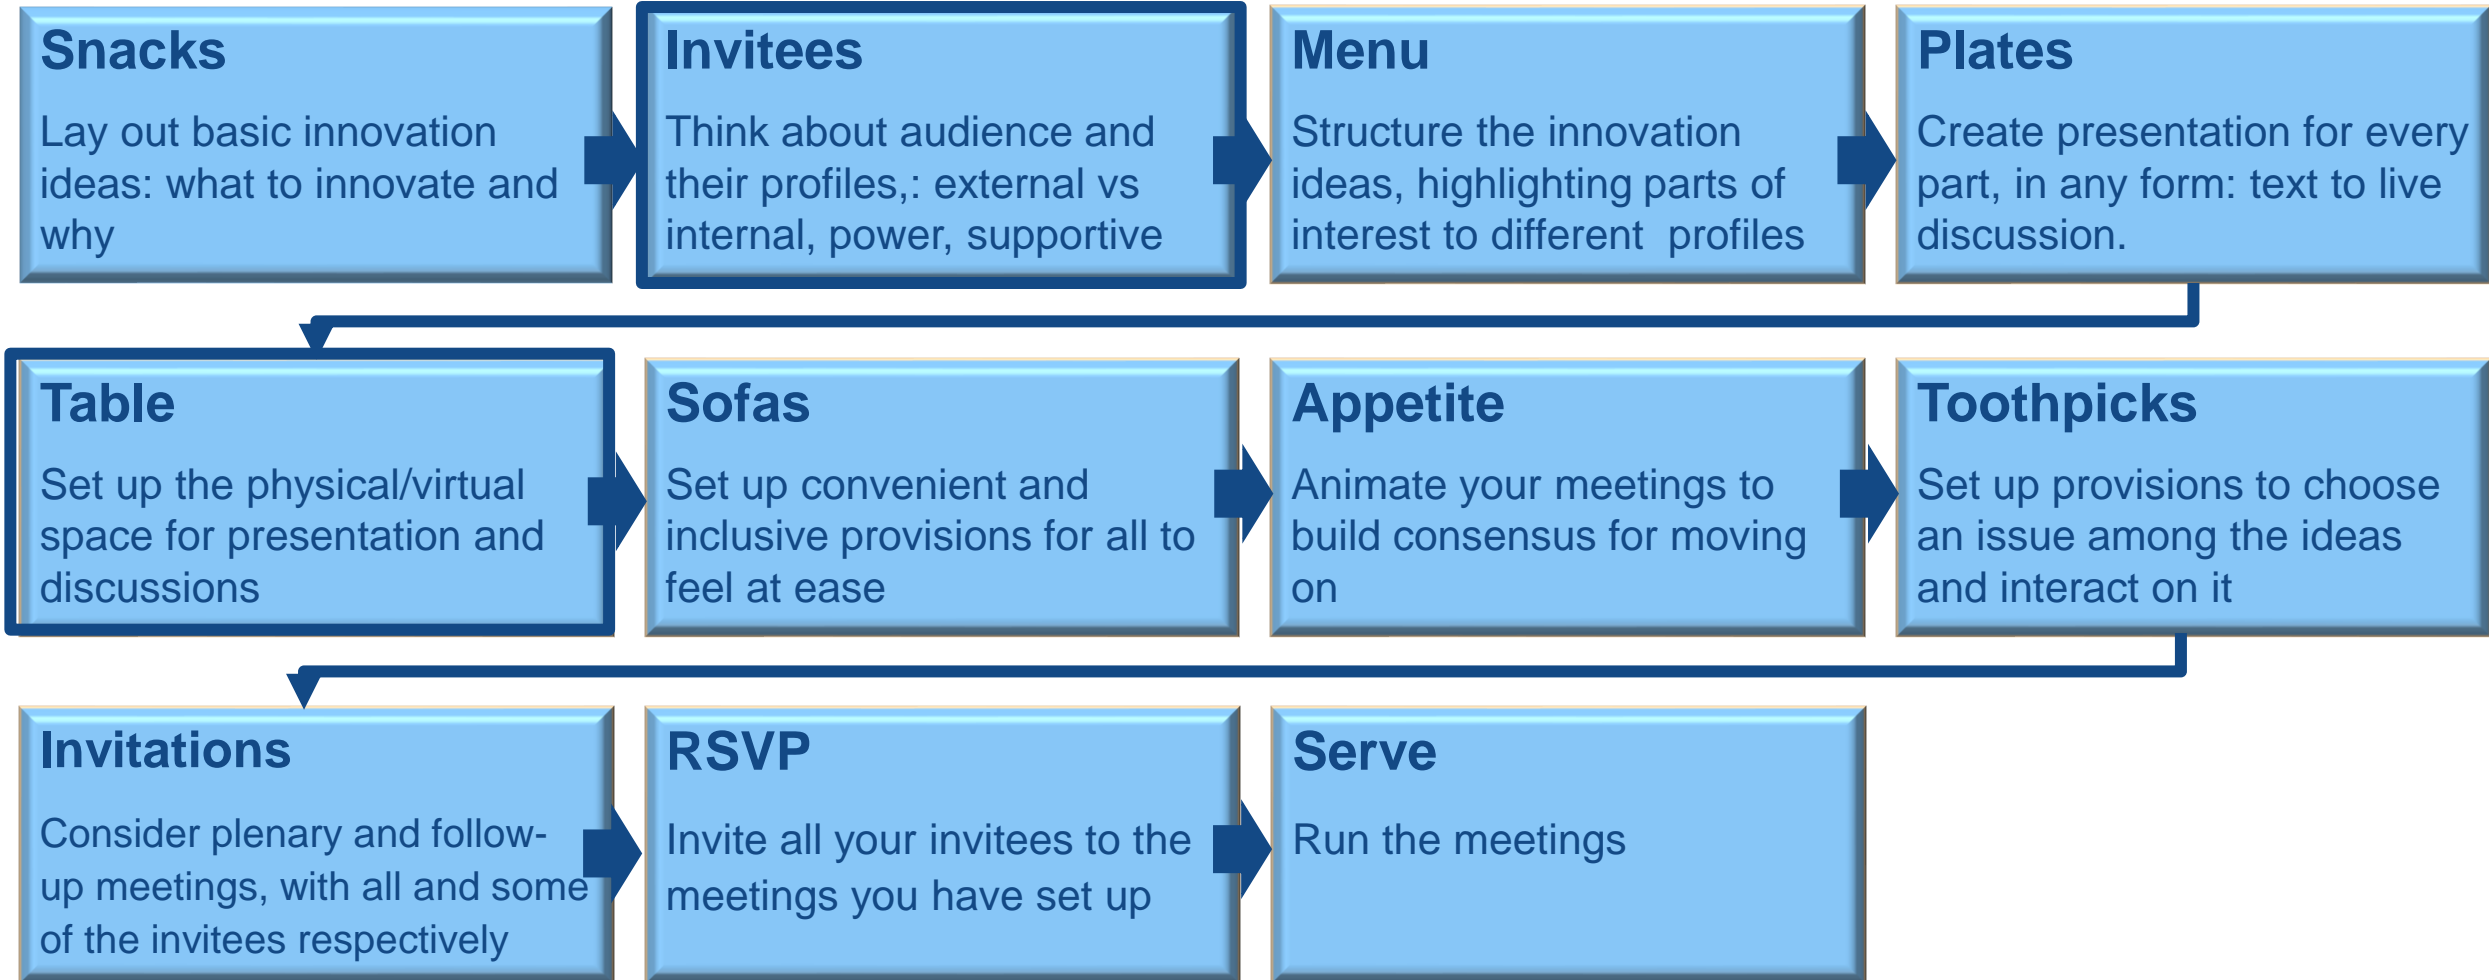 Snacks
Lay out basic innovation
ideas: what to innovate and
why
Invitees
Think about audience and
their profiles,: external vs
internal, power, supportive
Menu
Structure the innovation
ideas, highlighting parts of
interest to different  profiles
Plates
Create presentation for every
part, in any form: text to live
discussion.
Table
Set up the physical/virtual
space for presentation and
discussions
Sofas
Set up convenient and
inclusive provisions for all to
feel at ease
Appetite
Animate your meetings to
build consensus for moving
on
Toothpicks
Set up provisions to choose
an issue among the ideas
and interact on it
Invitations
Consider plenary and follow-
up meetings, with all and some
of the invitees respectively
RSVP
Invite all your invitees to the
meetings you have set up
Serve
Run the meetings